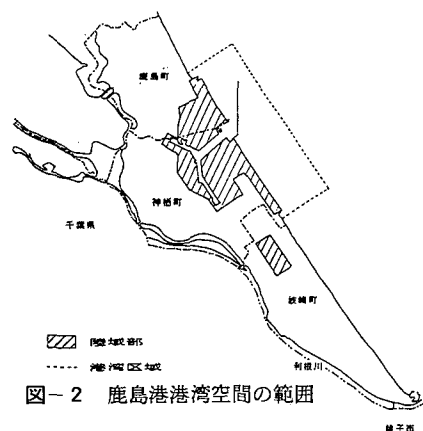 鹿島町
神栖町
千葉県
波崎町
利根川
銚子市
陸域部
港湾区域
図-2 鹿島港港湾空間の範囲